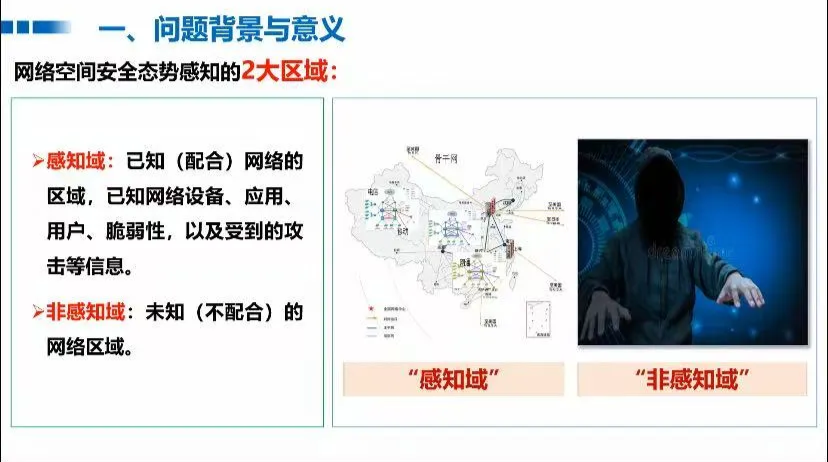 一、问题背景与意义
网络空间安全态势感知的2大区域：
➢感知域：已知（配合）网络的
区域，已知网络设备、应用、
用户、脆弱性，以及受到的攻
击等信息。
➢非感知域：未知（不配合）的
网络区域。
骨干网
电信
移动
“感知域”
“非感知域”